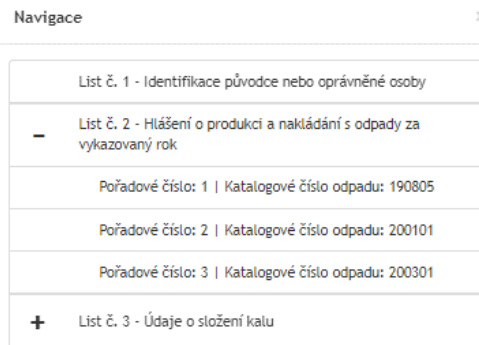 Navigace
List č. 1 - Identifikace původce nebo oprávněné osoby
List č. 2 - Hlášení o produkci a nakládání s odpady za
vykazovaný rok
Pořadové číslo: 1 | Katalogové číslo odpadu: 190805
Pořadové číslo: 2 | Katalogové číslo odpadu: 200101
Pořadové číslo: 3 | Katalogové číslo odpadu: 200301
List č. 3 - Údaje o složení kalu